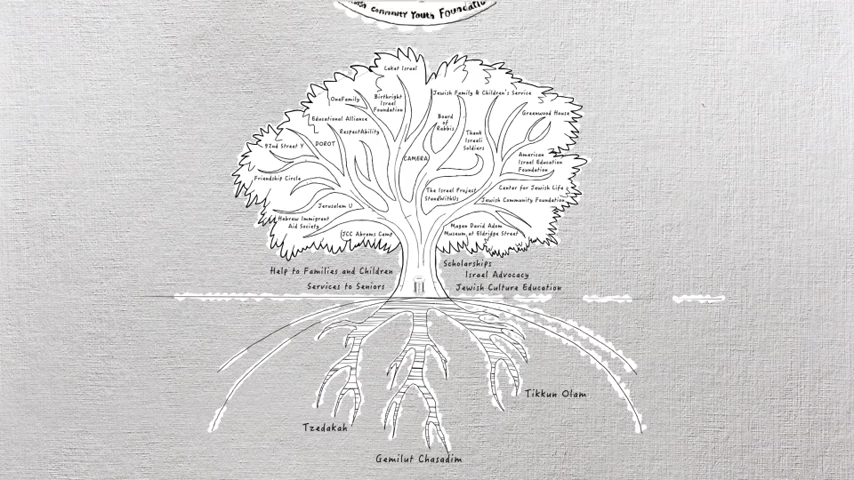 Community Youth Foundation
Leket Israel
OneFamily
Birthright
Israel
Foundation
Jewish Family & Children's Service
Greenwood House
Educational Alliance
RespectAbility
Board
of
Rabbis
Thank
Israeli
Soldiers
92nd Street Y
DOROT
CAMERA
American
Israel Education
Foundation
Friendship Circle
The Israel Project
StandWithUs
Center for Jewish Life
Jewish Community Foundation
Jerusalem U
Hebrew Immigrant
Aid Society
JCC Abrams Camp
Magen David Adom
Museum at Eldridge Street
Help to Families and Children
Services to Seniors
Scholarships
Israel Advocacy
Jewish Culture Education
Tikkun Olam
Tzedakah
Gemilut Chasadim